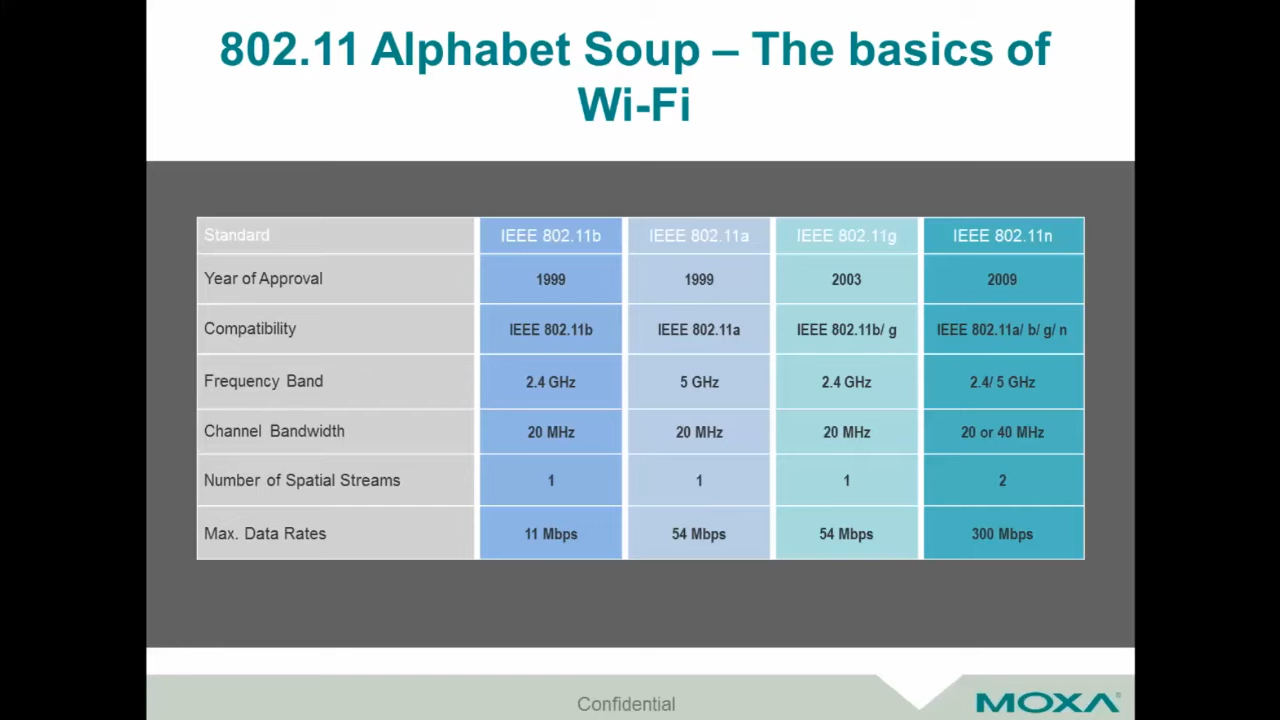 802.11 Alphabet Soup – The basics of
Wi-Fi
Standard IEEE 802.11b IEEE 802.11a IEEE 802.11g IEEE 802.11n
Year of Approval 1999 1999 2003 2009
Compatibility IEEE 802.11b IEEE 802.11a IEEE 802.11b/ g IEEE 802.11a/ b/ g/ n
Frequency Band 2.4 GHz 5 GHz 2.4 GHz 2.4/ 5 GHz
Channel Bandwidth 20 MHz 20 MHz 20 MHz 20 or 40 MHz
Number of Spatial Streams 1 1 1 2
Max. Data Rates 11 Mbps 54 Mbps 54 Mbps 300 Mbps
Confidential
MOXA®